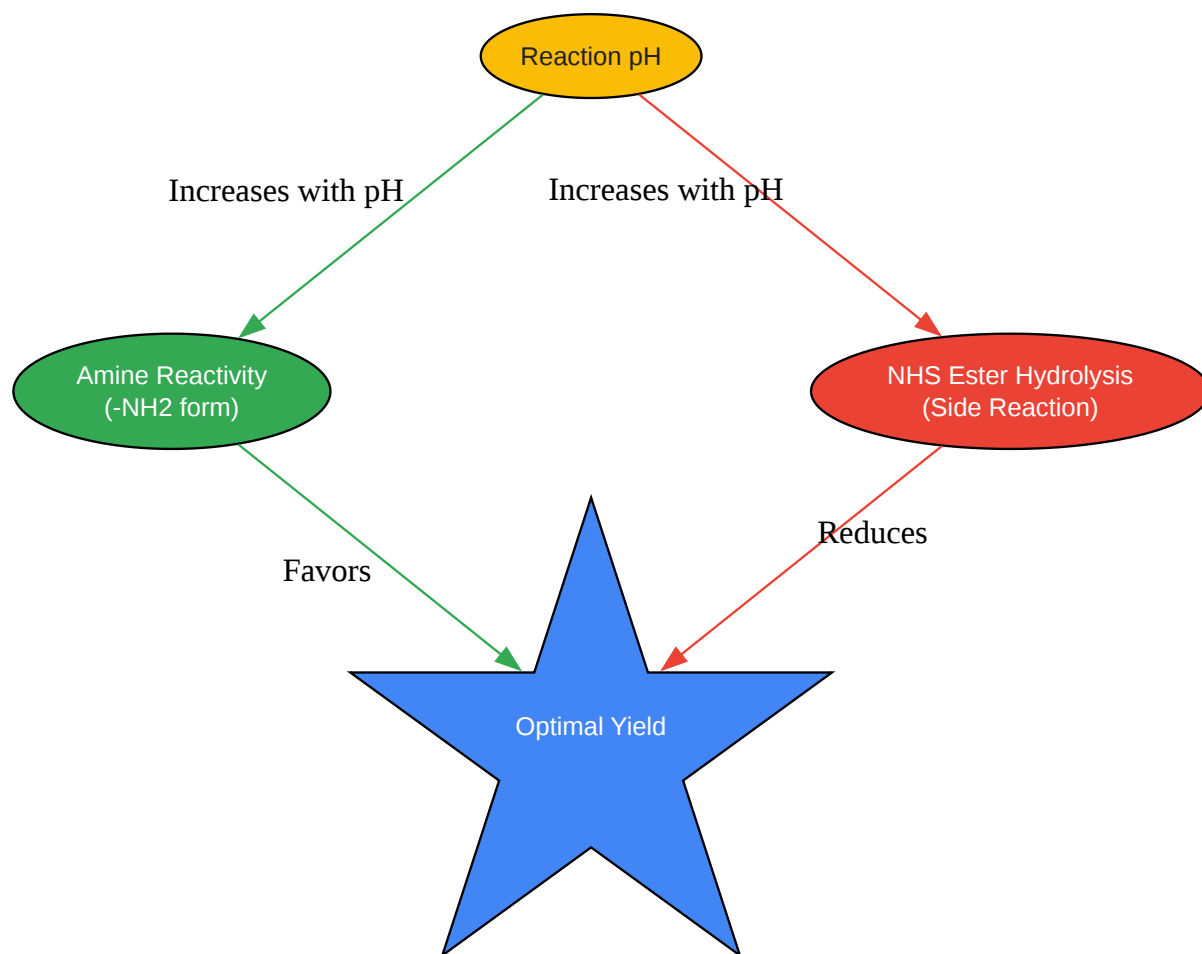 Reaction pH
Increases with pH
Increases with pH
Amine Reactivity
(-NH2 form)
NHS Ester Hydrolysis
(Side Reaction)
Favors
Reduces
Optimal Yield